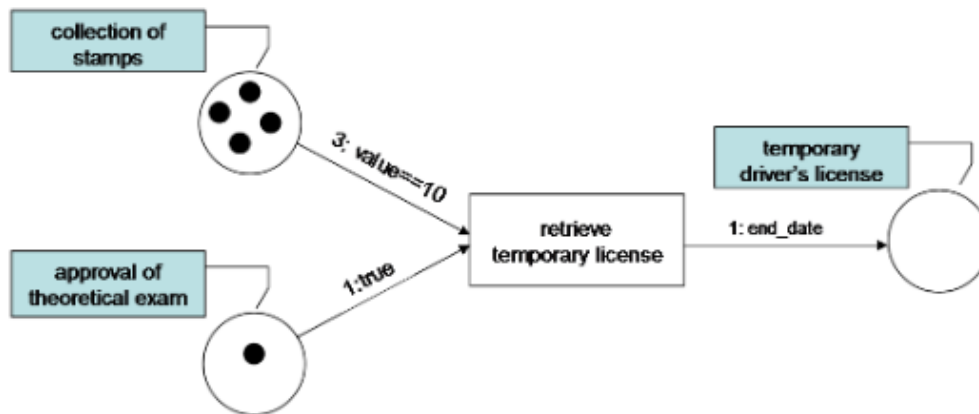 collection of
stamps
3: value==10
temporary
driver's license
retrieve
temporary license
1: end_date
approval of
theoretical exam
1:true